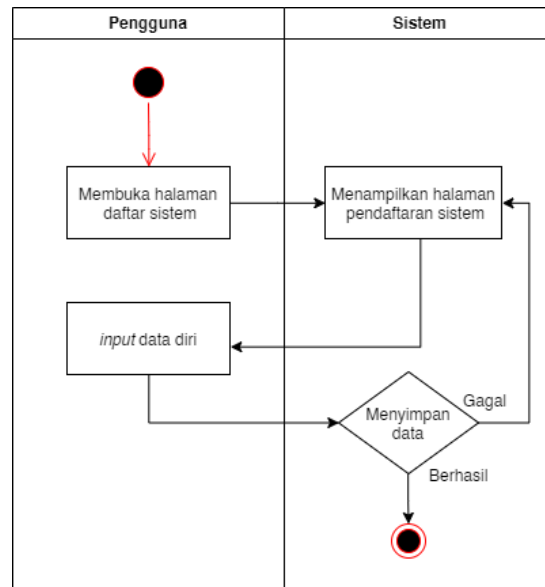 Pengguna
Sistem
Membuka halaman
daftar sistem
Menampilkan halaman
pendaftaran sistem
input data diri
Menyimpan
data
Gagal
Berhasil